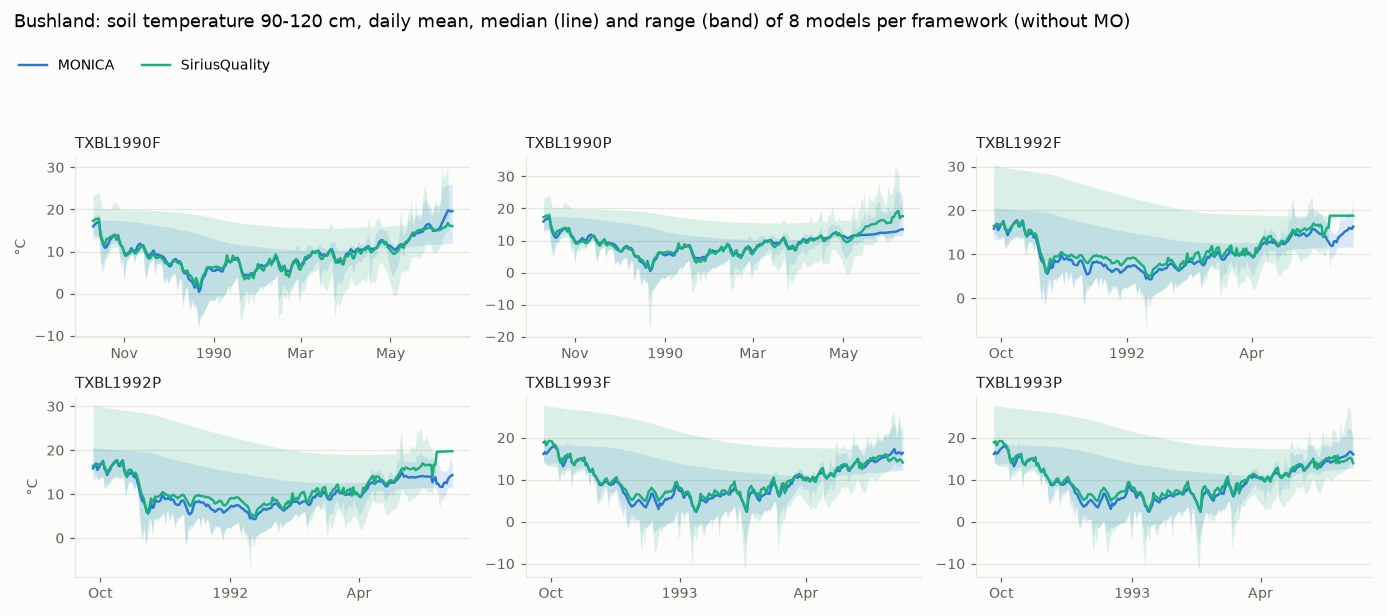 Bushland: soil temperature 90-120 cm, daily mean, median (line) and range (band) of 8 models per framework (without MO)
MONICA SiriusQuality
TXBL1990F TXBL1990P TXBL1992F
30 20 10 0 −10
°C
Nov 1990 Mar May
30 20 10 0 −10 −20
Nov 1990 Mar May
30 20 10 0
Oct 1992 Apr
TXBL1992P TXBL1993F TXBL1993P
30 20 10 0
°C
Oct 1992 Apr
20 10 0 −10
Oct 1993 Apr
20 10 0 −10
Oct 1993 Apr